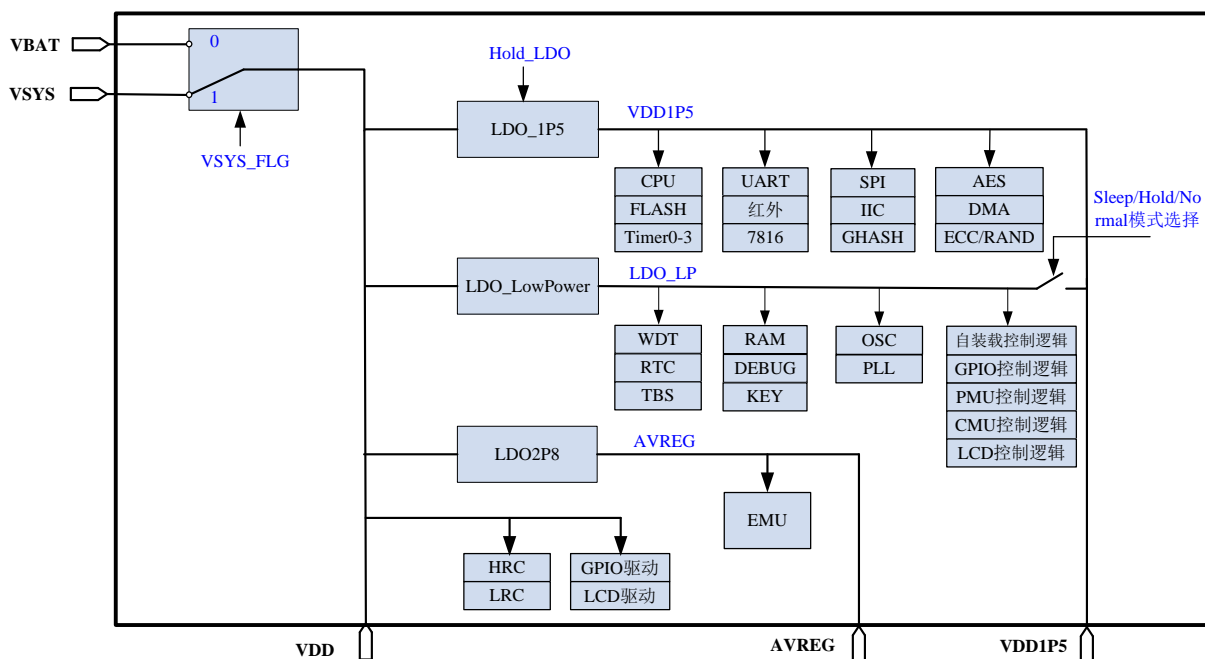 VBAT
0
VSYS
1
VSYS_FLG
Hold_LDO
LDO_1P5
VDD1P5
CPU
FLASH
Timer0-3
UART
红外
7816
SPI
IIC
GHASH
AES
DMA
ECC/RAND
Sleep/Hold/No
rmal模式选择
LDO_LowPower
LDO_LP
WDT
RTC
TBS
RAM
DEBUG
KEY
OSC
PLL
自装载控制逻辑
GPIO控制逻辑
PMU控制逻辑
CMU控制逻辑
LCD控制逻辑
LDO2P8
AVREG
EMU
HRC
LRC
GPIO驱动
LCD驱动
VDD
AVREG
VDD1P5